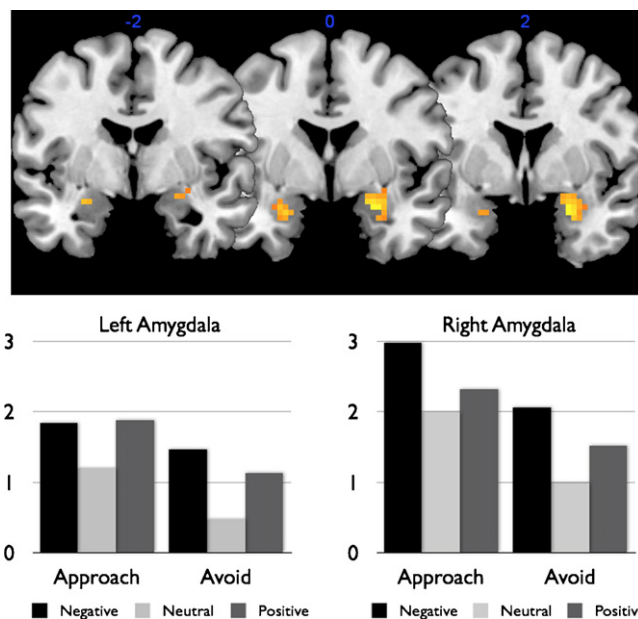 -2 0 2
Left Amygdala Right Amygdala
3 3
2 2
1 1
0 0
Approach Avoid Approach Avoid
Negative Neutral Positive Negative Neutral Positive